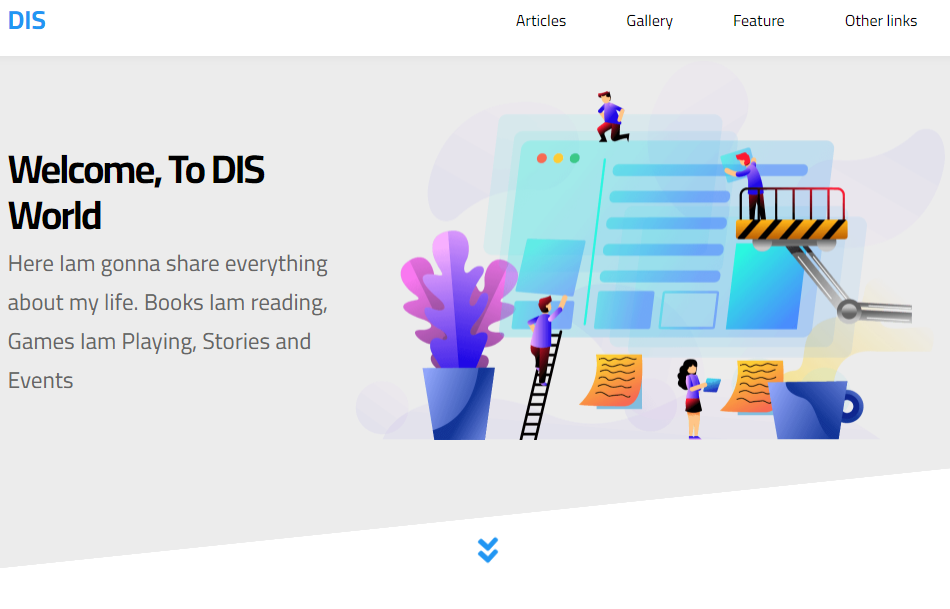 DIS
Articles
Gallery
Feature
Other links
Welcome, To DIS
World
Here Iam gonna share everything
about my life. Books Iam reading,
Games Iam Playing, Stories and
Events